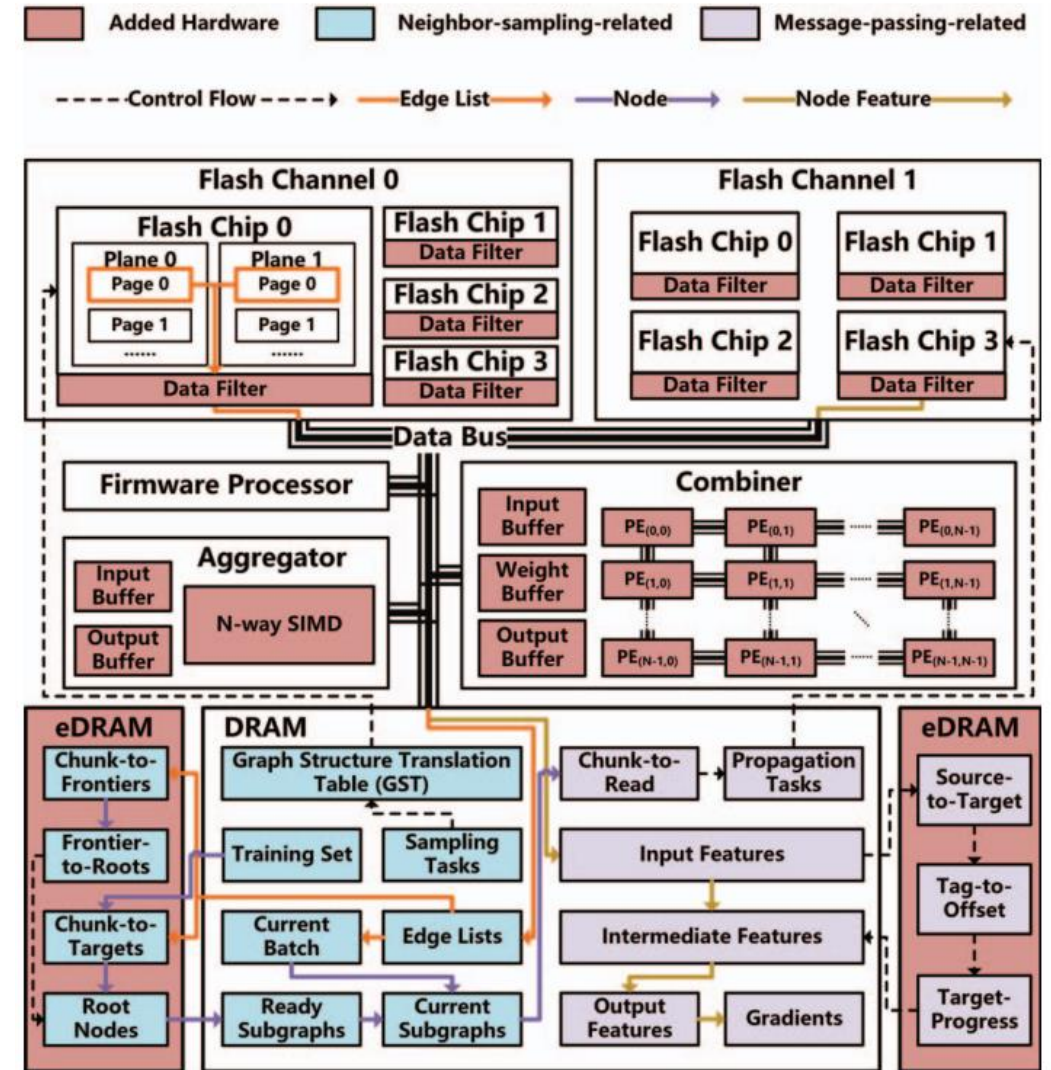 Added Hardware
Neighbor-sampling-related
Message-passing-related
Control Flow
Edge List
Node
Node Feature
Flash Channel 0
Flash Chip 0
Plane 0
Page 0
Page 1
......
Plane 1
Page 0
Page 1
......
Data Filter
Flash Chip 1
Data Filter
Flash Chip 2
Data Filter
Flash Chip 3
Data Filter
Flash Channel 1
Flash Chip 0
Data Filter
Flash Chip 1
Data Filter
Flash Chip 2
Data Filter
Flash Chip 3
Data Filter
Data Bus
Firmware Processor
Aggregator
Input
Buffer
Output
Buffer
N-way SIMD
Combiner
Input
Buffer
Weight
Buffer
Output
Buffer
PE(0,0)
PE(0,1)
PE(0,N-1)
PE(1,0)
PE(1,1)
PE(1,N-1)
PE(N-1,0)
PE(N-1,1)
PE(N-1,N-1)
eDRAM
Chunk-to-
Frontiers
Frontier-
to-Roots
Chunk-to-
Targets
Root
Nodes
DRAM
Graph Structure Translation
Table (GST)
Training Set
Sampling
Tasks
Current
Batch
Edge Lists
Ready
Subgraphs
Current
Subgraphs
Chunk-to-
Read
Propagation
Tasks
Input Features
Intermediate Features
Output
Features
Gradients
eDRAM
Source-
to-Target
Tag-to-
Offset
Target-
Progress